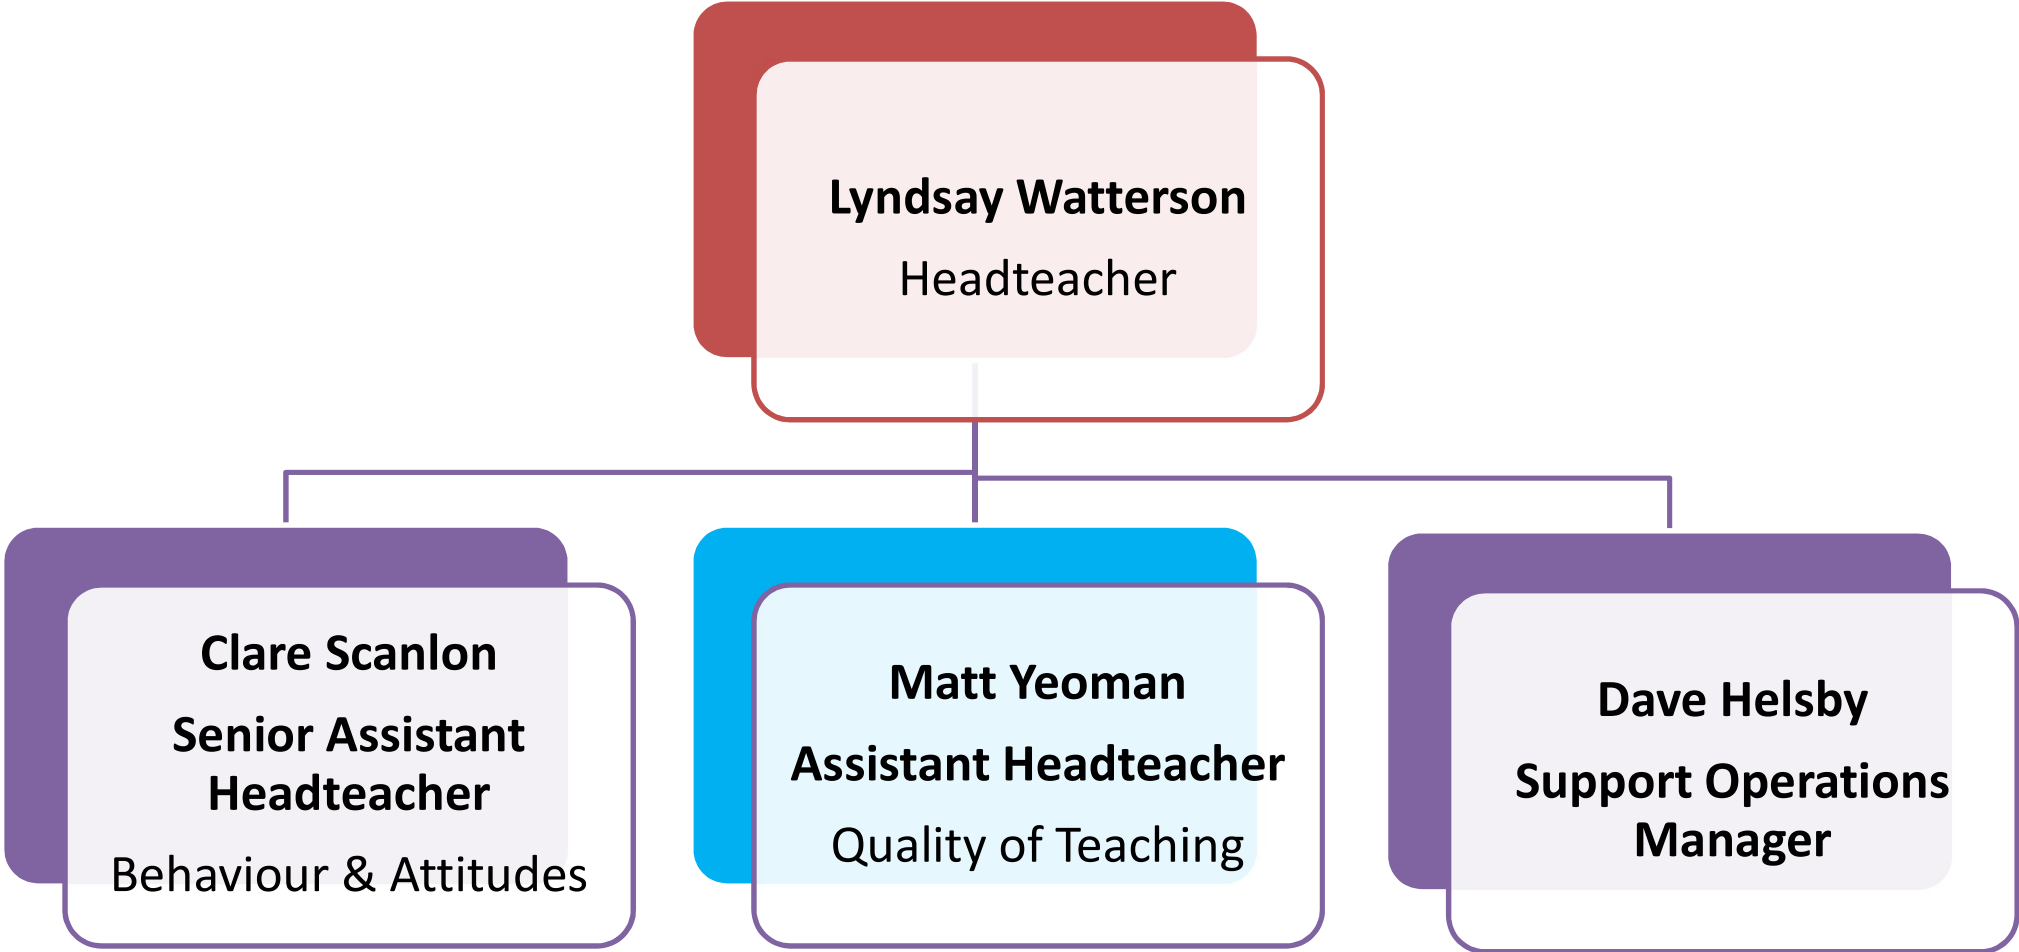 Lyndsay Watterson
Headteacher
Clare Scanlon
Senior Assistant
Headteacher
Behaviour & Attitudes
Matt Yeoman
Assistant Headteacher
Quality of Teaching
Dave Helsby
Support Operations
Manager